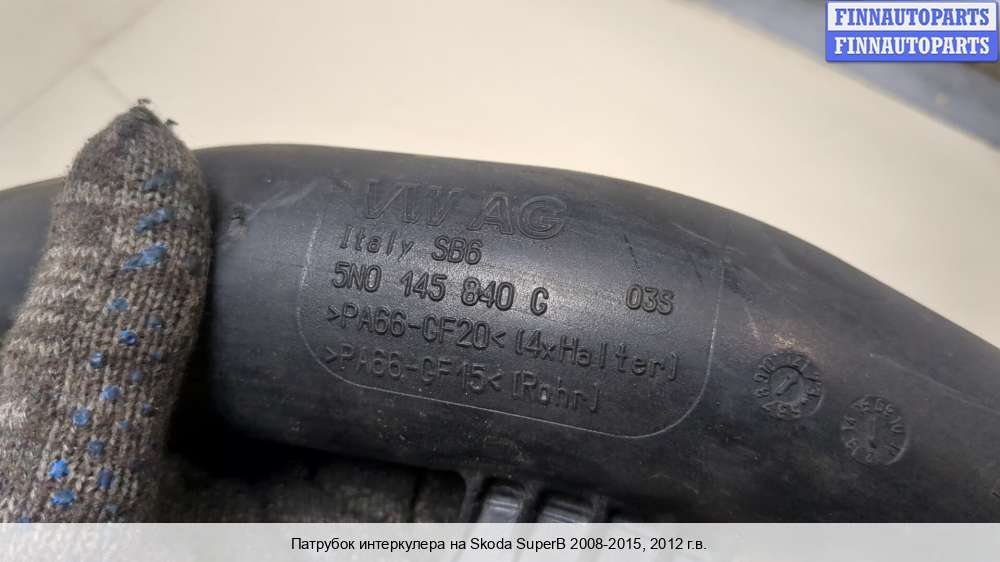 FINNAUTOPARTS
FINNAUTOPARTS
VW AG
Italy SB6
5N0 145 840 G 03S
>PA66-GF20< (4xHalter)
>PA66-GF15< (Rohr)
Патрубок интеркулера на Skoda SuperB 2008-2015, 2012 г.в.